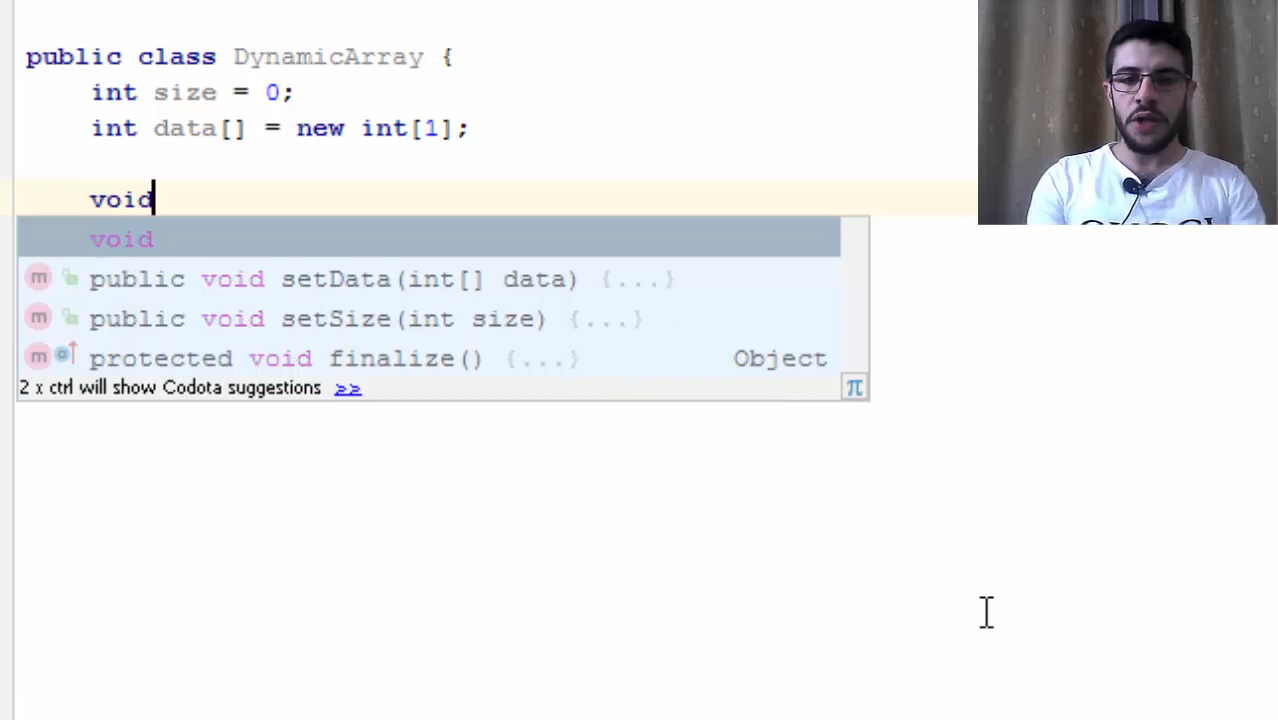 public class DynamicArray {
int size = 0;
int data[] = new int[1];
void
void
m public void setData(int[] data) {...}
m public void setSize(int size) {...}
m protected void finalize() {...} Object
2 x ctrl will show Codota suggestions >> π